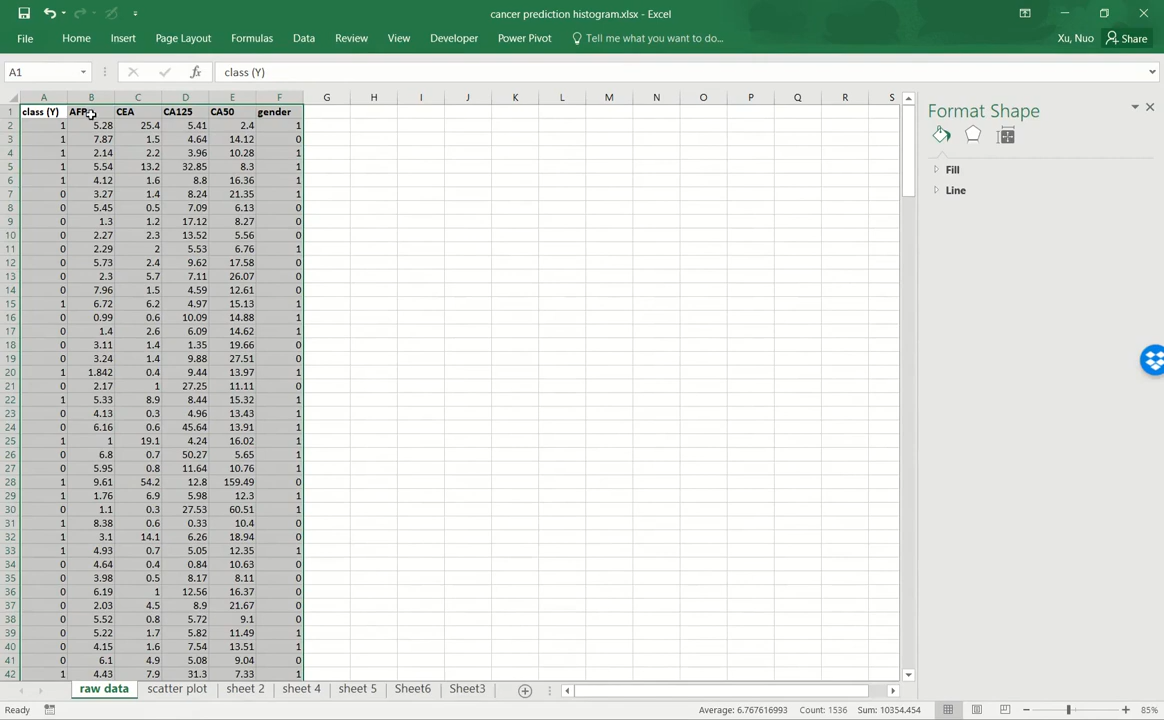 cancer prediction histogram.xlsx - Excel
File Home Insert Page Layout Formulas Data Review View Developer Power Pivot Tell me what you want to do... Xu, Nuo Share
A1 fx class (Y)
A B C D E F G H I J K L M N O P Q R S
1 class (Y) AFP CEA CA125 CA50 gender
2 1 5.28 25.4 5.41 2.4 1
3 1 7.87 1.5 4.64 14.12 0
4 1 2.14 2.2 3.96 10.28 1
5 1 5.54 13.2 32.85 8.3 1
6 1 4.12 1.6 8.8 16.36 1
7 0 3.27 1.4 8.24 21.35 1
8 0 5.45 0.5 7.09 6.13 0
9 0 1.3 1.2 17.12 8.27 0
10 0 2.27 2.3 13.52 5.56 0
11 0 2.29 2 5.53 6.76 1
12 0 5.73 2.4 9.62 17.58 0
13 0 2.3 5.7 7.11 26.07 0
14 0 7.96 1.5 4.59 12.61 0
15 1 6.72 6.2 4.97 15.13 1
16 0 0.99 0.6 10.09 14.88 1
17 0 1.4 2.6 6.09 14.62 1
18 0 3.11 1.4 1.35 19.66 0
19 0 3.24 1.4 9.88 27.51 0
20 1 1.842 0.4 9.44 13.97 1
21 0 2.17 1 27.25 11.11 0
22 1 5.33 8.9 8.44 15.32 1
23 0 4.13 0.3 4.96 13.43 0
24 0 6.16 0.6 45.64 13.91 0
25 1 1 19.1 4.24 16.02 1
26 0 6.8 0.7 50.27 5.65 0
27 0 5.95 0.8 11.64 10.76 1
28 1 9.61 54.2 12.8 159.49 0
29 1 1.76 6.9 5.98 12.3 1
30 0 1.1 0.3 27.53 60.51 0
31 1 8.38 0.6 0.33 10.4 0
32 1 3.1 14.1 6.26 18.94 0
33 1 4.93 0.7 5.05 12.35 1
34 0 4.64 0.4 0.84 10.63 0
35 0 3.98 0.5 8.17 8.11 0
36 0 6.19 1 12.56 16.37 0
37 0 2.03 4.5 8.9 21.67 0
38 0 5.52 0.8 5.72 9.1 0
39 0 5.22 1.7 5.82 11.49 1
40 0 4.15 1.6 7.54 13.51 0
41 0 6.1 4.9 5.08 9.04 0
42 1 4.43 7.9 31.3 7.33 1
Format Shape
Fill
Line
raw data scatter plot sheet 2 sheet 4 sheet 5 Sheet6 Sheet3
Ready Average: 6.767616993 Count: 1536 Sum: 10354.454 85%